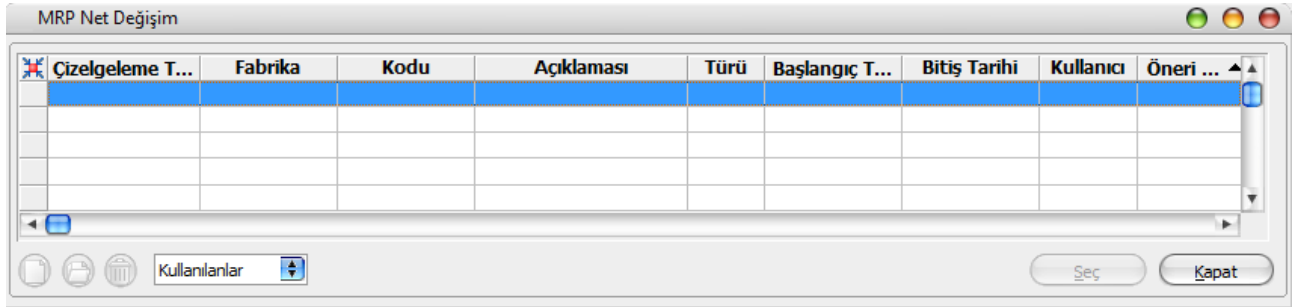 MRP Net Değişim
Çizelgeleme T... Fabrika Kodu Açıklaması Türü Başlangıç T... Bitiş Tarihi Kullanıcı Öneri ...
Kullanılanlar Seç Kapat